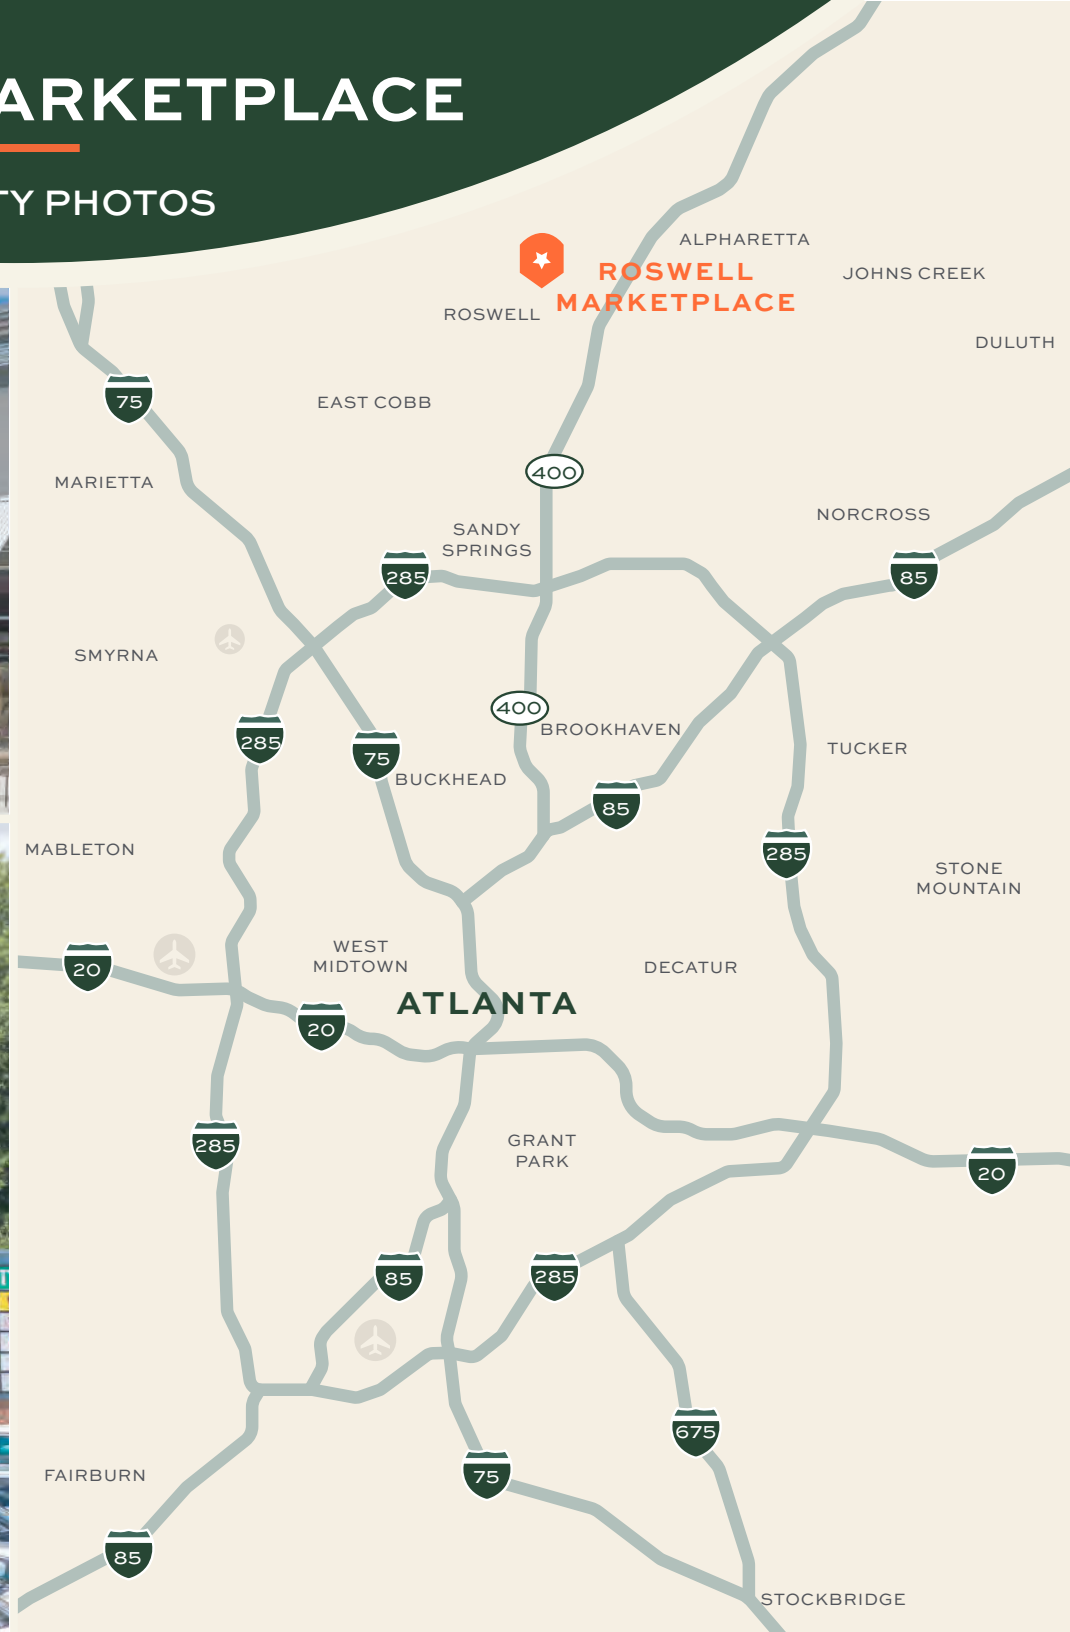 ARKETPLACE
TY PHOTOS
ALPHARETTA
ROSWELL
MARKETPLACE
JOHNS CREEK
ROSWELL
DULUTH
75
EAST COBB
400
MARIETTA
NORCROSS
SANDY
SPRINGS
285
85
SMYRNA
400
BROOKHAVEN
285
75
TUCKER
BUCKHEAD
85
MABLETON
285
STONE
MOUNTAIN
WEST
MIDTOWN
20
DECATUR
ATLANTA
20
285
GRANT
PARK
20
85
285
675
FAIRBURN
75
85
STOCKBRIDGE